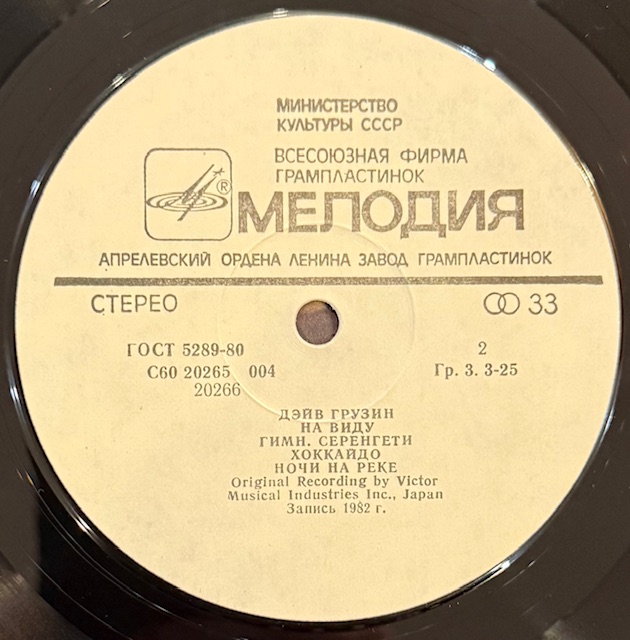 МИНИСТЕРСТВО
КУЛЬТУРЫ СССР
ВСЕСОЮЗНАЯ ФИРМА
ГРАМПЛАСТИНОК
® МЕЛОДИЯ
АПРЕЛЕВСКИЙ ОРДЕНА ЛЕНИНА ЗАВОД ГРАМПЛАСТИНОК
СТЕРЕО 33
ГОСТ 5289-80 2
С60 20265 004 Гр. 3. 3-25
20266
ДЭЙВ ГРУЗИН
НА ВИДУ
ГИМН. СЕРЕНГЕТИ
ХОККАЙДО
НОЧИ НА РЕКЕ
Original Recording by Victor
Musical Industries Inc., Japan
Запись 1982 г.